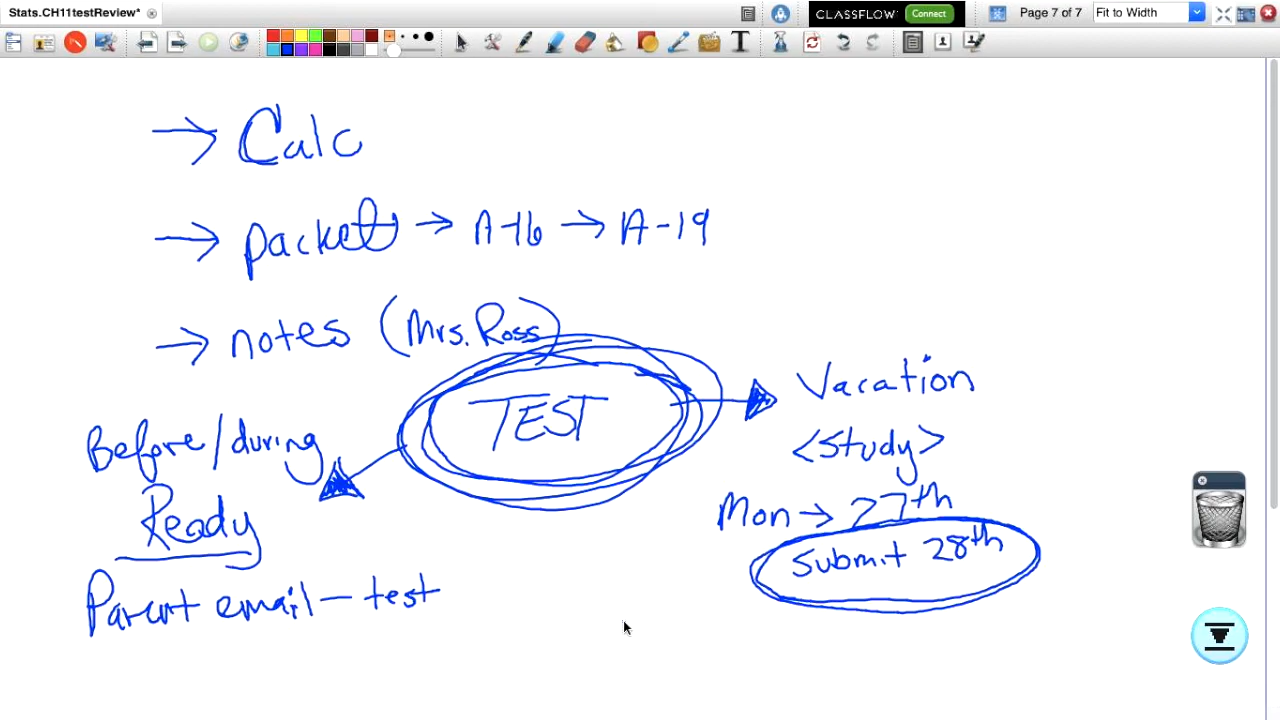 Stats.CH11testReview*
CLASSFLOW Connect
Page 7 of 7
Fit to Width
T
→ Calc
→ packet → A-16 → A-19
→ notes (Mrs. Ross)
TEST
Before/during
Ready
Parent email – test
Vacation
<study>
Mon → 27th
submit 28th